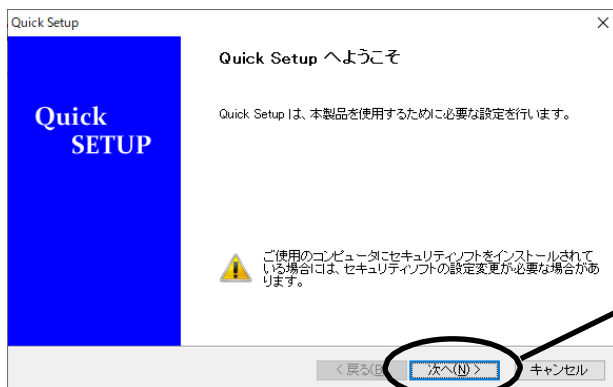 Quick Setup
Quick Setup へようこそ
Quick
SETUP
Quick Setup は、本製品を使用するために必要な設定を行います。
ご使用のコンピュータにセキュリティソフトをインストールされて
いる場合には、セキュリティソフトの設定変更が必要な場合があ
ります。
< 戻る(B) 次へ(N) > キャンセル